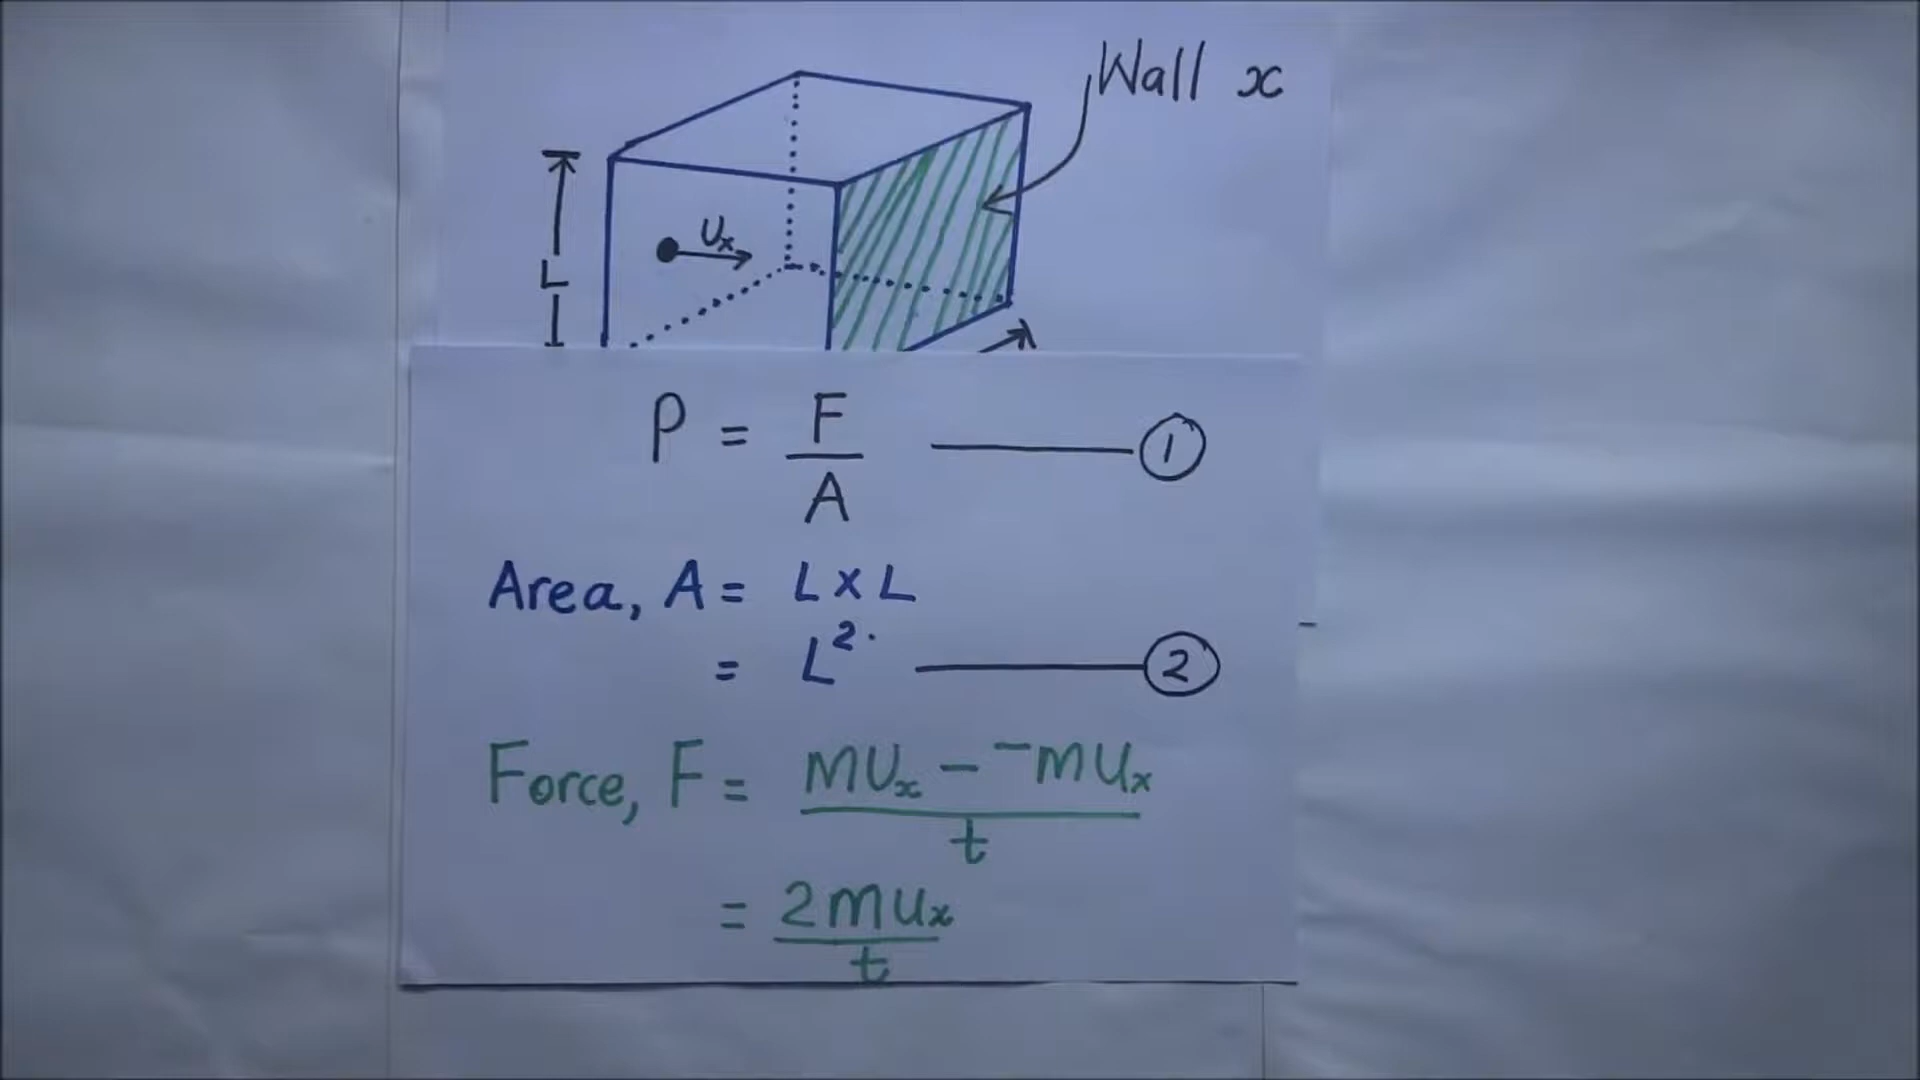 Wall x
Ux
L
P = F/A ——— ①
Area, A = L x L
= L². ——— ②
Force, F = mUx - ⁻mUx / t
= 2mUx / t